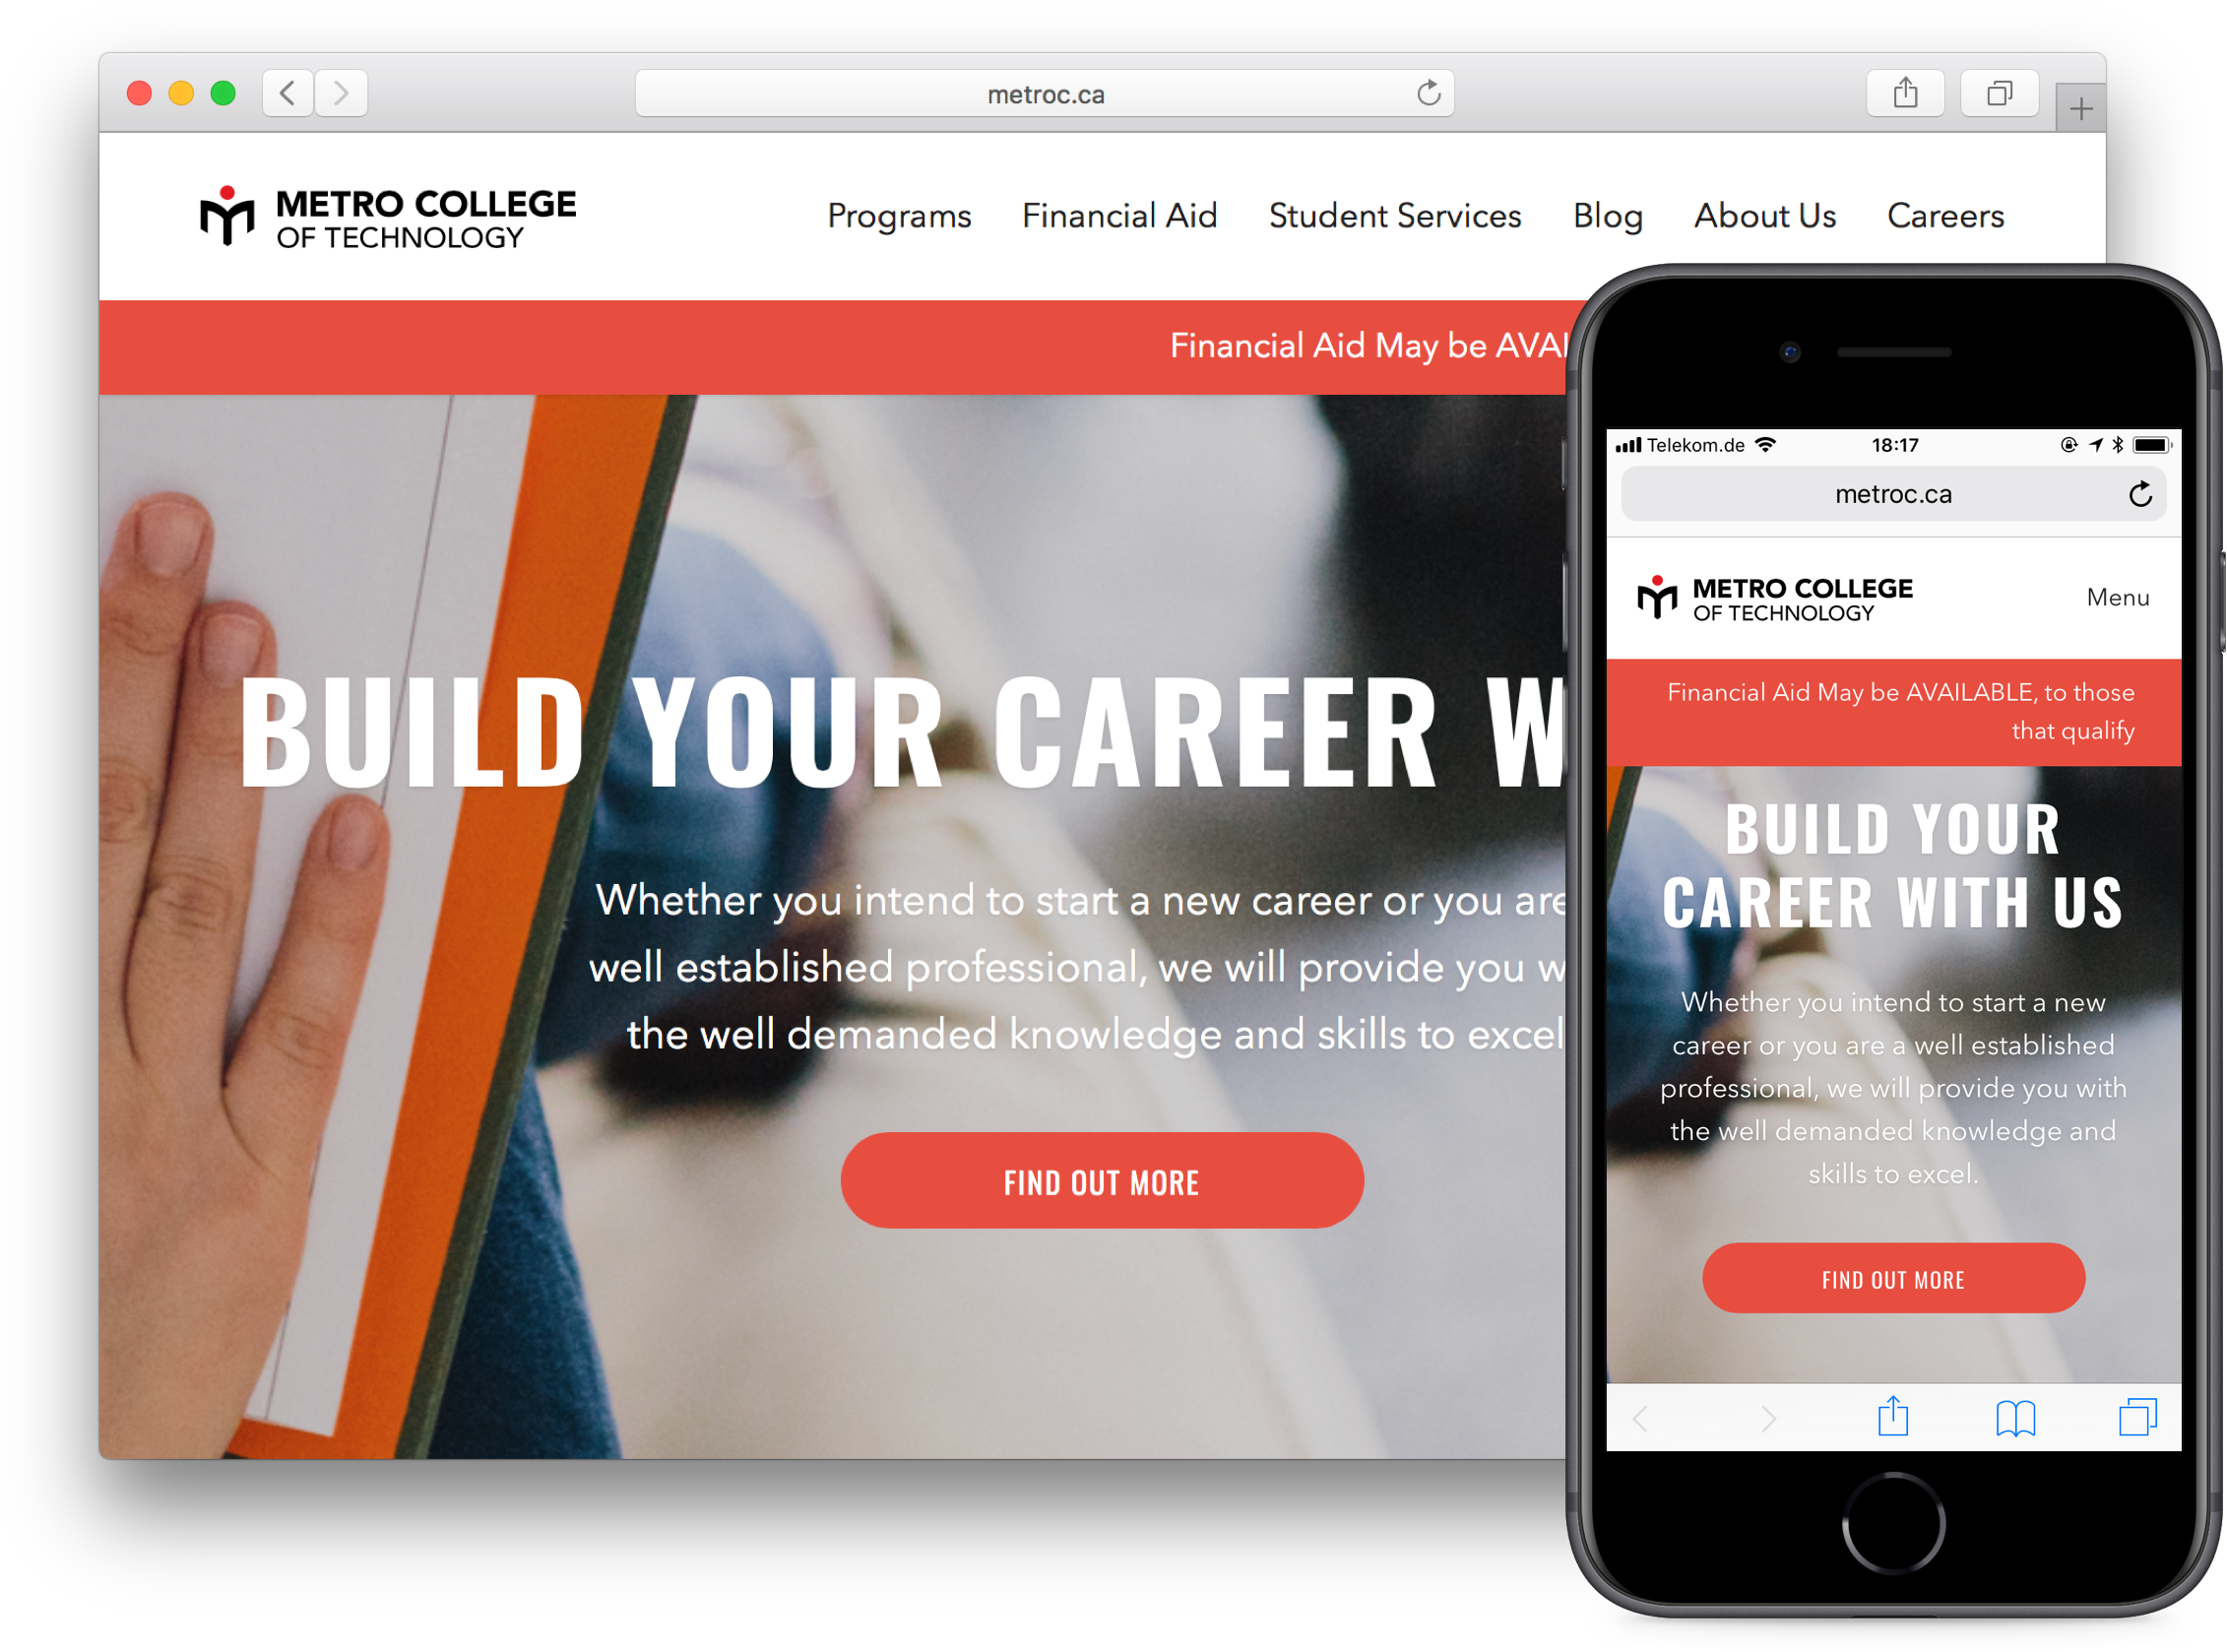 metroc.ca
METRO COLLEGE
OF TECHNOLOGY
Programs Financial Aid Student Services Blog About Us Careers
Financial Aid May be AVAI
BUILD YOUR CAREER W
Whether you intend to start a new career or you are
well established professional, we will provide you w
the well demanded knowledge and skills to excel
FIND OUT MORE
Telekom.de 18:17
metroc.ca
METRO COLLEGE
OF TECHNOLOGY
Menu
Financial Aid May be AVAILABLE, to those
that qualify
BUILD YOUR
CAREER WITH US
Whether you intend to start a new
career or you are a well established
professional, we will provide you with
the well demanded knowledge and
skills to excel.
FIND OUT MORE